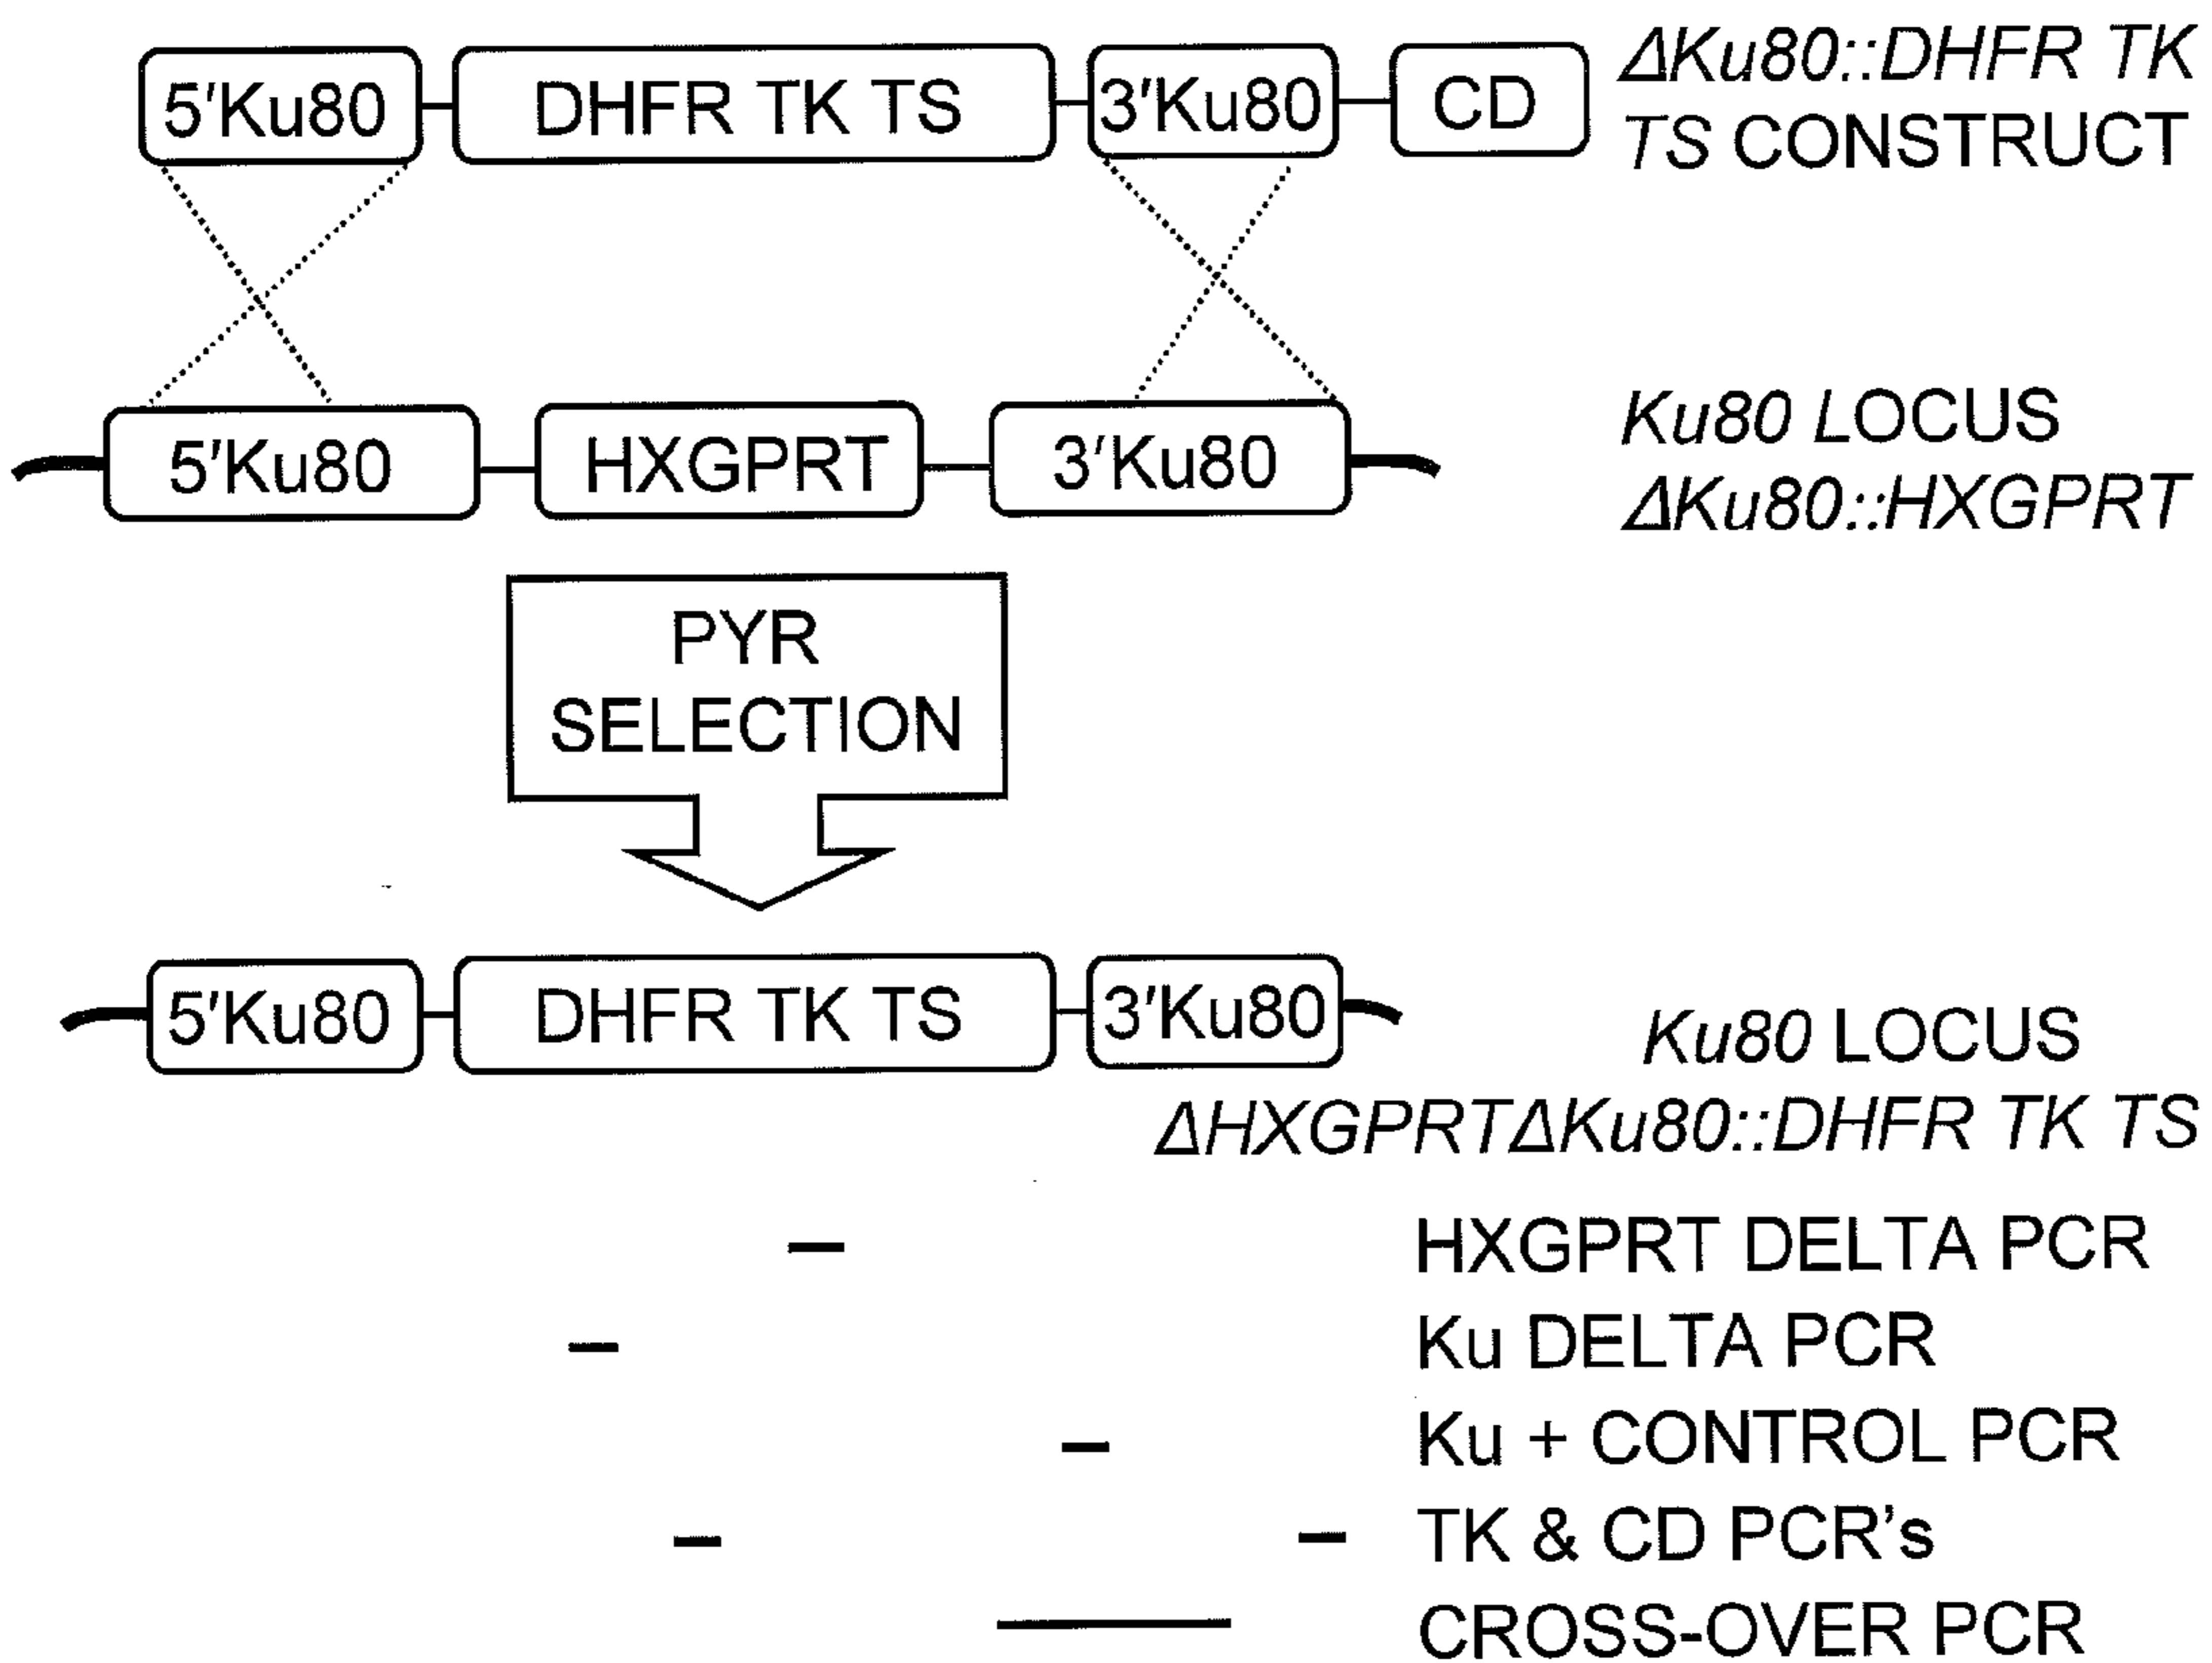 5'Ku80 DHFR TK TS 3'Ku80 CD
ΔKu80::DHFR TK
TS CONSTRUCT
5'Ku80 HXGPRT 3'Ku80
Ku80 LOCUS
ΔKu80::HXGPRT
PYR
SELECTION
5'Ku80 DHFR TK TS 3'Ku80
Ku80 LOCUS
ΔHXGPRTΔKu80::DHFR TK TS
HXGPRT DELTA PCR
Ku DELTA PCR
Ku + CONTROL PCR
TK & CD PCR’s
CROSS-OVER PCR